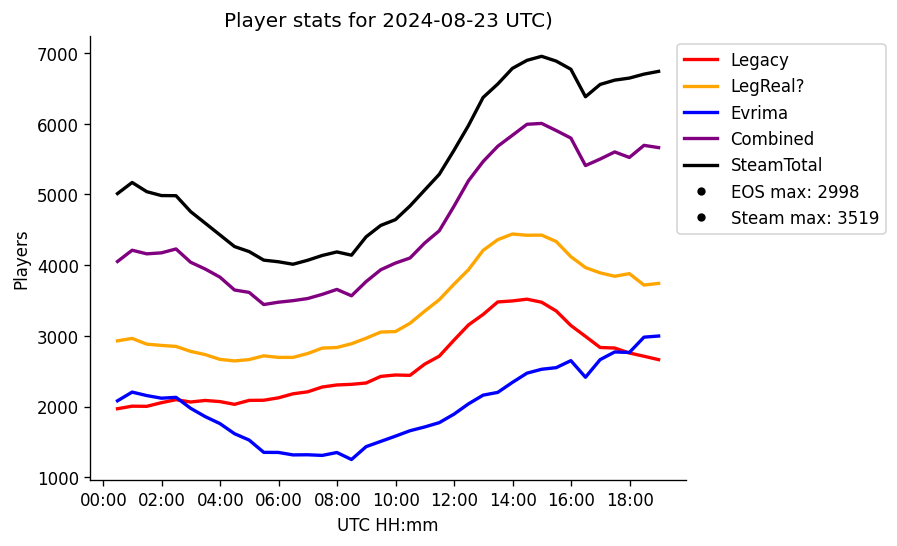 Player stats for 2024-08-23 UTC)
7000
6000
5000
4000
3000
2000
1000
Players
00:00 02:00 04:00 06:00 08:00 10:00 12:00 14:00 16:00 18:00
UTC HH:mm
Legacy
LegReal?
Evrima
Combined
SteamTotal
EOS max: 2998
Steam max: 3519